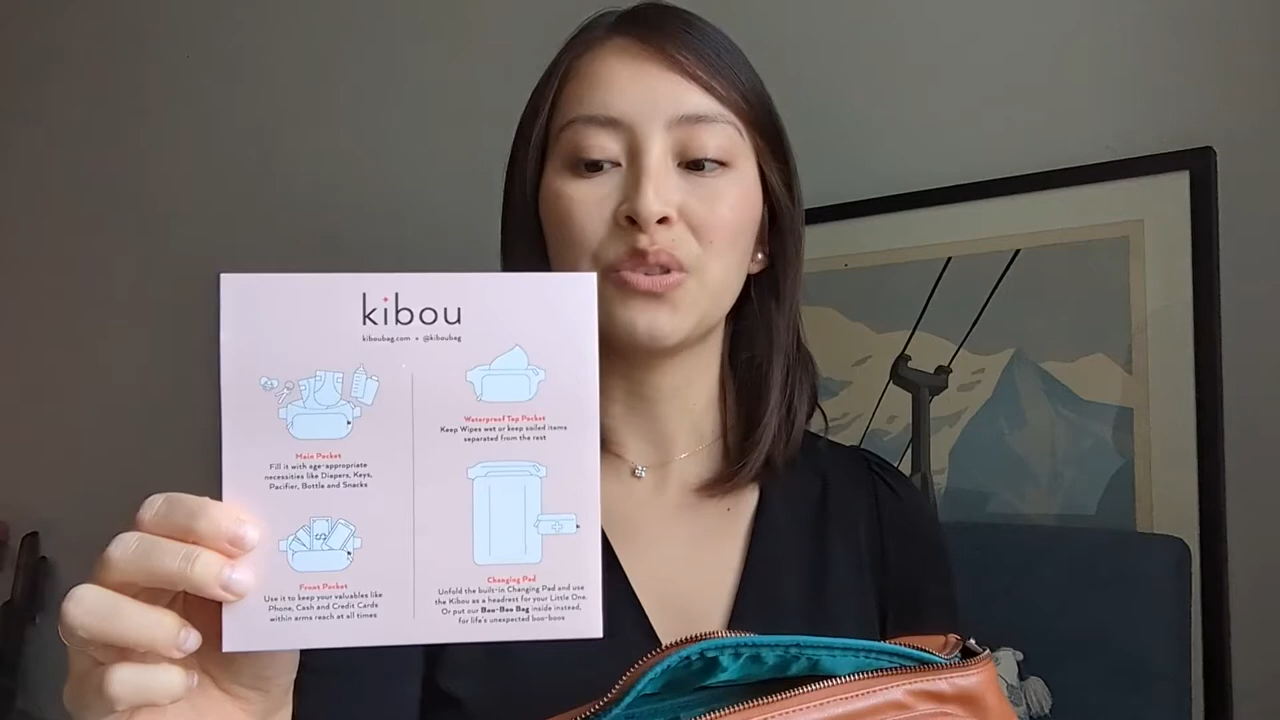 kibou
kiboubag.com • @kiboubag
Main Pocket
Fill it with age-appropriate
necessities like Diapers, Keys,
Pacifier, Bottle and Snacks
Front Pocket
Use it to keep your valuables like
Phone, Cash and Credit Cards
within arms reach at all times
Waterproof Top Pocket
Keep Wipes wet or keep soiled items
separated from the rest
Changing Pad
Unfold the built-in Changing Pad and use
the Kibou as a headrest for your Little One.
Or put our Boo-Boo Bag inside instead,
for life's unexpected boo-boos